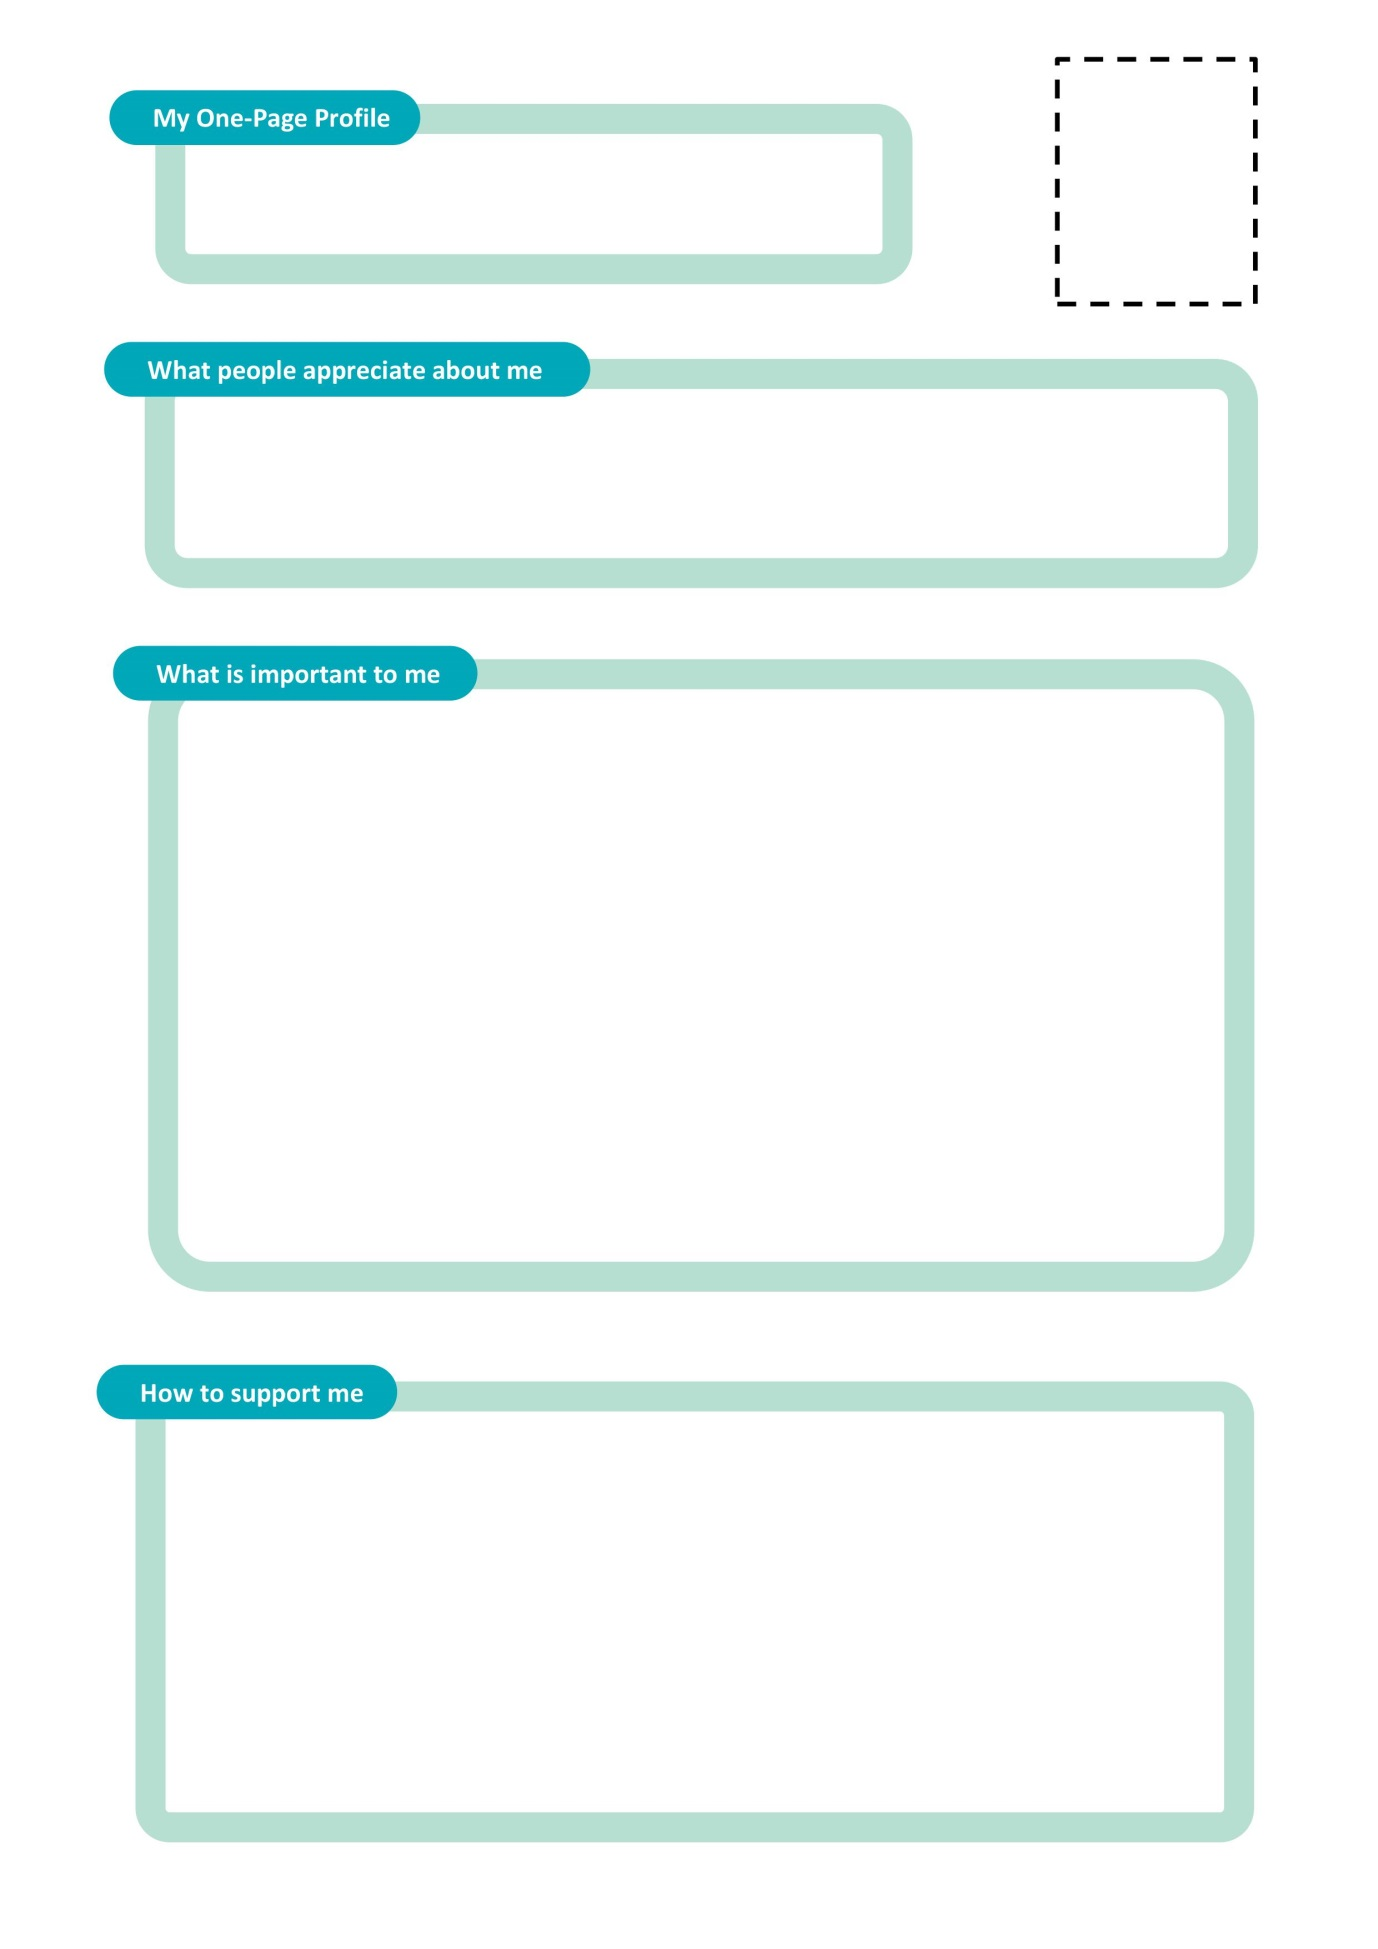 My One-Page Profile
What people appreciate about me
What is important to me
How to support me